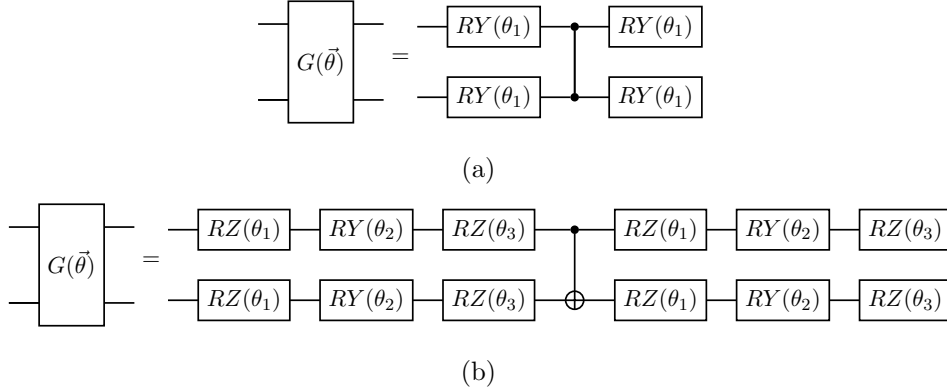 G(θ⃗) = RY(θ₁) RY(θ₁)
RY(θ₁) RY(θ₁)
(a)
G(θ⃗) = RZ(θ₁) RY(θ₂) RZ(θ₃) RZ(θ₁) RY(θ₂) RZ(θ₃)
RZ(θ₁) RY(θ₂) RZ(θ₃) RZ(θ₁) RY(θ₂) RZ(θ₃)
(b)